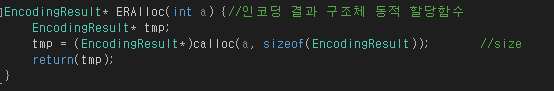 EncodingResult* ERAlloc(int a) {//인코딩 결과 구조체 동적 할당함수
EncodingResult* tmp;
tmp = (EncodingResult*)calloc(a, sizeof(EncodingResult)); //size
return(tmp);
}